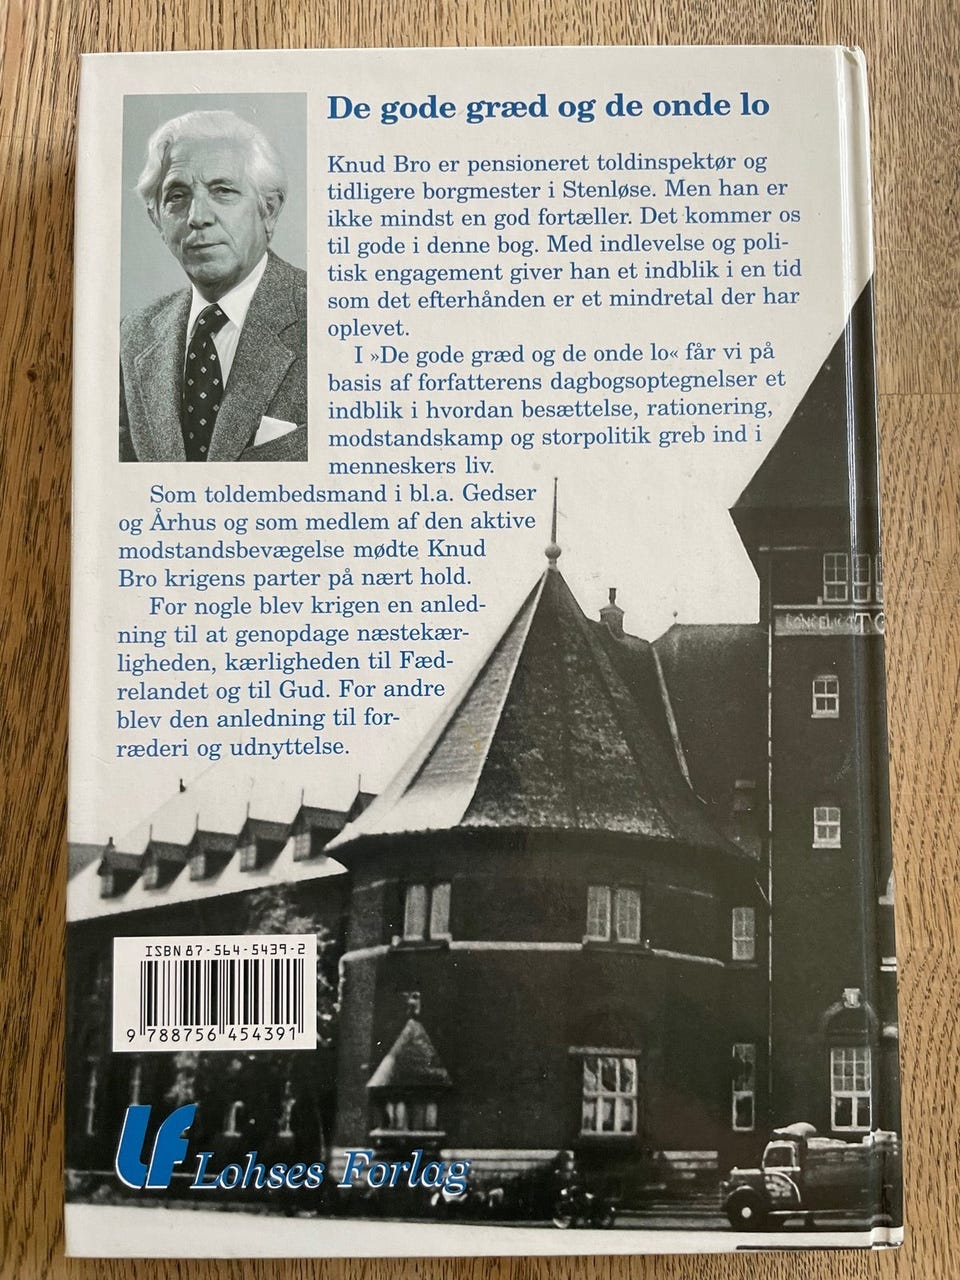 De gode græd og de onde lo
Knud Bro er pensioneret toldinspektør og
tidligere borgmester i Stenløse. Men han er
ikke mindst en god fortæller. Det kommer os
til gode i denne bog. Med indlevelse og poli-
tisk engagement giver han et indblik i en tid
som det efterhånden er et mindretal der har
oplevet.
I »De gode græd og de onde lo« får vi på
basis af forfatterens dagbogsoptegnelser et
indblik i hvordan besættelse, rationering,
modstandskamp og storpolitik greb ind i
menneskers liv.
Som toldembedsmand i bl.a. Gedser
og Århus og som medlem af den aktive
modstandsbevægelse mødte Knud
Bro krigens parter på nært hold.
For nogle blev krigen en anled-
ning til at genopdage næstekær-
ligheden, kærligheden til Fæd-
relandet og til Gud. For andre
blev den anledning til for-
ræderi og udnyttelse.
ISBN 87-564-5439-2
9 788756 454391
LF Lohses Forlag